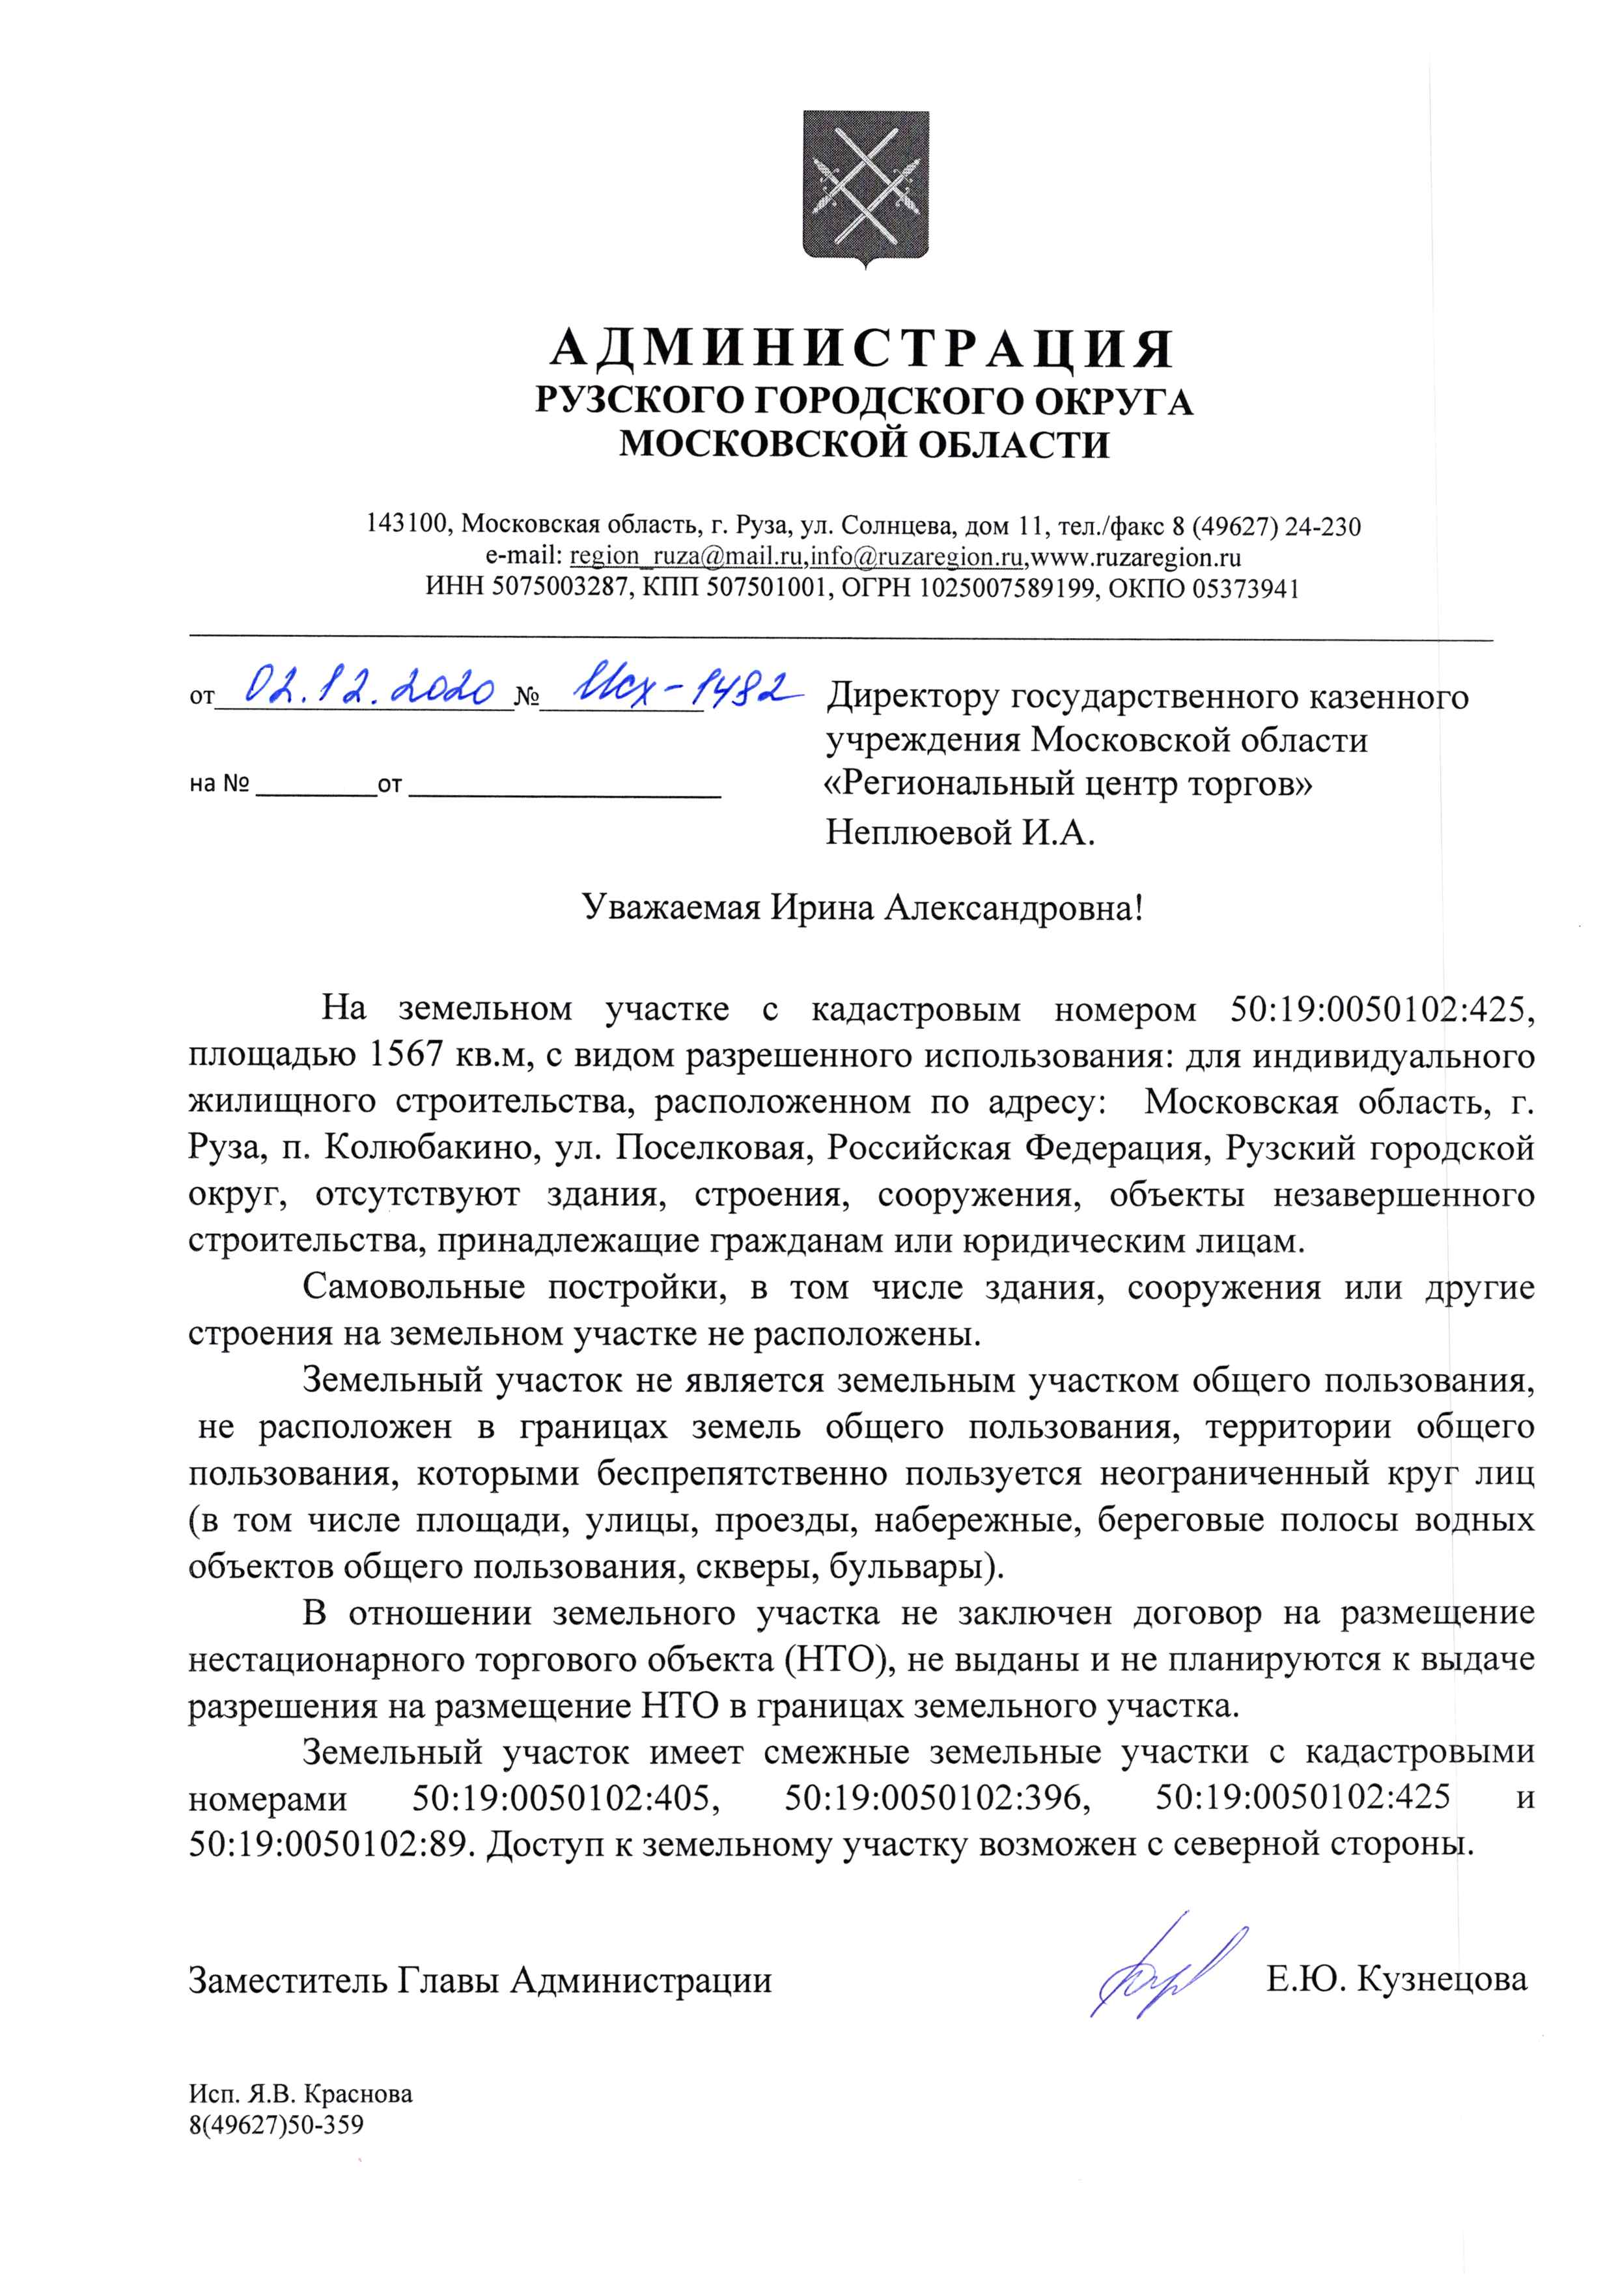 АДМИНИСТРАЦИЯ
РУЗСКОГО ГОРОДСКОГО ОКРУГА
МОСКОВСКОЙ ОБЛАСТИ
143100, Московская область, г. Руза, ул. Солнцева, дом 11, тел./факс 8 (49627) 24-230
e-mail: region_ruza@mail.ru,info@ruzaregion.ru,www.ruzaregion.ru
ИНН 5075003287, КПП 507501001, ОГРН 1025007589199, ОКПО 05373941
от 02.12.2020 № Исх-1482
на № от
Директору государственного казенного
учреждения Московской области
«Региональный центр торгов»
Неплюевой И.А.
Уважаемая Ирина Александровна!
На земельном участке с кадастровым номером 50:19:0050102:425,
площадью 1567 кв.м, с видом разрешенного использования: для индивидуального
жилищного строительства, расположенном по адресу: Московская область, г.
Руза, п. Колюбакино, ул. Поселковая, Российская Федерация, Рузский городской
округ, отсутствуют здания, строения, сооружения, объекты незавершенного
строительства, принадлежащие гражданам или юридическим лицам.
Самовольные постройки, в том числе здания, сооружения или другие
строения на земельном участке не расположены.
Земельный участок не является земельным участком общего пользования,
не расположен в границах земель общего пользования, территории общего
пользования, которыми беспрепятственно пользуется неограниченный круг лиц
(в том числе площади, улицы, проезды, набережные, береговые полосы водных
объектов общего пользования, скверы, бульвары).
В отношении земельного участка не заключен договор на размещение
нестационарного торгового объекта (НТО), не выданы и не планируются к выдаче
разрешения на размещение НТО в границах земельного участка.
Земельный участок имеет смежные земельные участки с кадастровыми
номерами 50:19:0050102:405, 50:19:0050102:396, 50:19:0050102:425 и
50:19:0050102:89. Доступ к земельному участку возможен с северной стороны.
Заместитель Главы Администрации Е.Ю. Кузнецова
Исп. Я.В. Краснова
8(49627)50-359